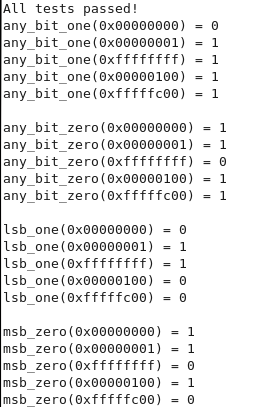 All tests passed!
any_bit_one(0x00000000) = 0
any_bit_one(0x00000001) = 1
any_bit_one(0xffffffff) = 1
any_bit_one(0x00000100) = 1
any_bit_one(0xfffffc00) = 1

any_bit_zero(0x00000000) = 1
any_bit_zero(0x00000001) = 1
any_bit_zero(0xffffffff) = 0
any_bit_zero(0x00000100) = 1
any_bit_zero(0xfffffc00) = 1

lsb_one(0x00000000) = 0
lsb_one(0x00000001) = 1
lsb_one(0xffffffff) = 1
lsb_one(0x00000100) = 0
lsb_one(0xfffffc00) = 0

msb_zero(0x00000000) = 1
msb_zero(0x00000001) = 1
msb_zero(0xffffffff) = 0
msb_zero(0x00000100) = 1
msb_zero(0xfffffc00) = 0